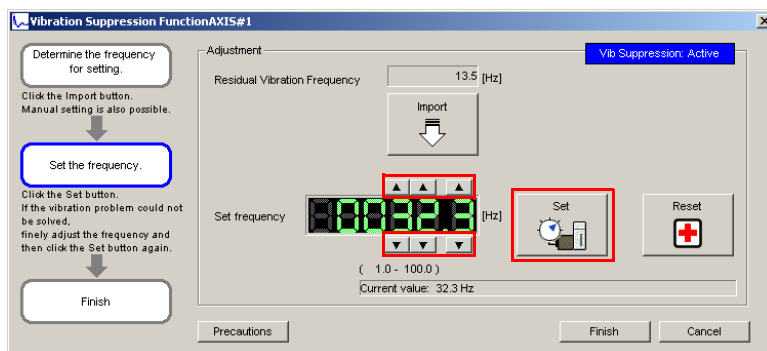 Vibration Suppression FunctionAXIS#1
Determine the frequency
for setting.
Click the Import button.
Manual setting is also possible.
Set the frequency.
Click the Set button.
If the vibration problem could not
be solved,
finely adjust the frequency and
then click the Set button again.
Finish
Adjustment
Vib Suppression: Active
Residual Vibration Frequency 13.5 [Hz]
Import
Set frequency 0032.3 [Hz]
Set
Reset
( 1.0 - 100.0 )
Current value: 32.3 Hz
Precautions
Finish
Cancel